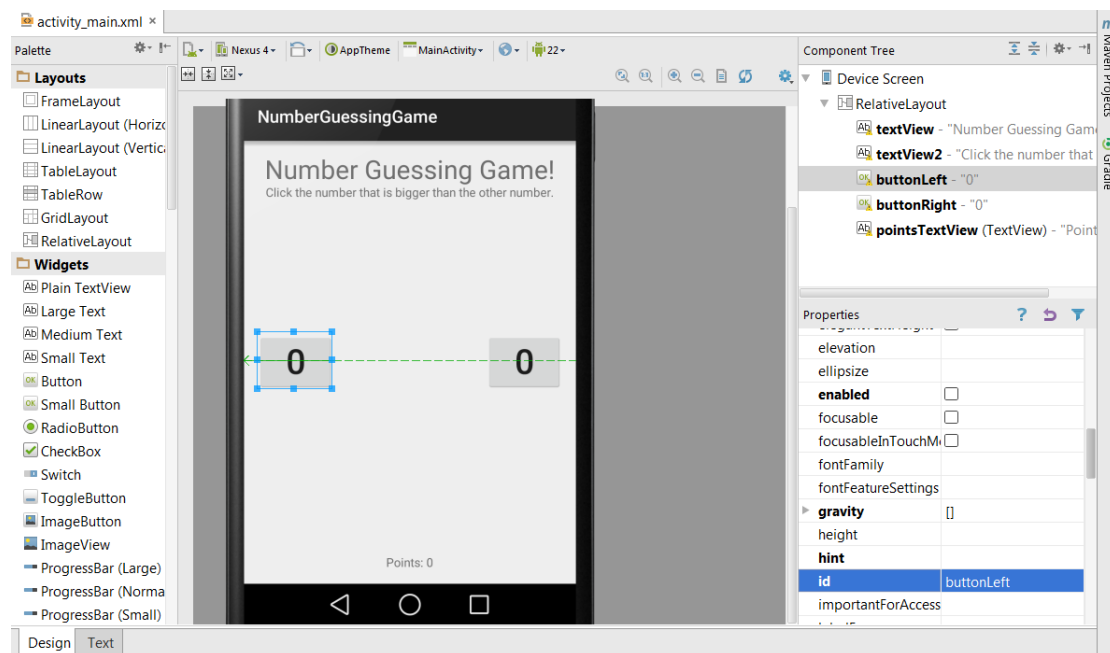 activity_main.xml ×
Palette
Nexus 4
AppTheme
MainActivity
22
Layouts
FrameLayout
LinearLayout (Horizo
LinearLayout (Vertica
TableLayout
TableRow
GridLayout
RelativeLayout
Widgets
Plain TextView
Large Text
Medium Text
Small Text
Button
Small Button
RadioButton
CheckBox
Switch
ToggleButton
ImageButton
ImageView
ProgressBar (Large)
ProgressBar (Norma
ProgressBar (Small)
Design
Text
NumberGuessingGame
Number Guessing Game!
Click the number that is bigger than the other number.
0
0
Points: 0
Component Tree
Device Screen
RelativeLayout
textView - "Number Guessing Gam
textView2 - "Click the number that
buttonLeft - "0"
buttonRight - "0"
pointsTextView (TextView) - "Point
Properties
elevation
ellipsize
enabled
focusable
focusableInTouchM
fontFamily
fontFeatureSettings
gravity []
height
hint
id buttonLeft
importantForAccess
Maven Projects
Gradle